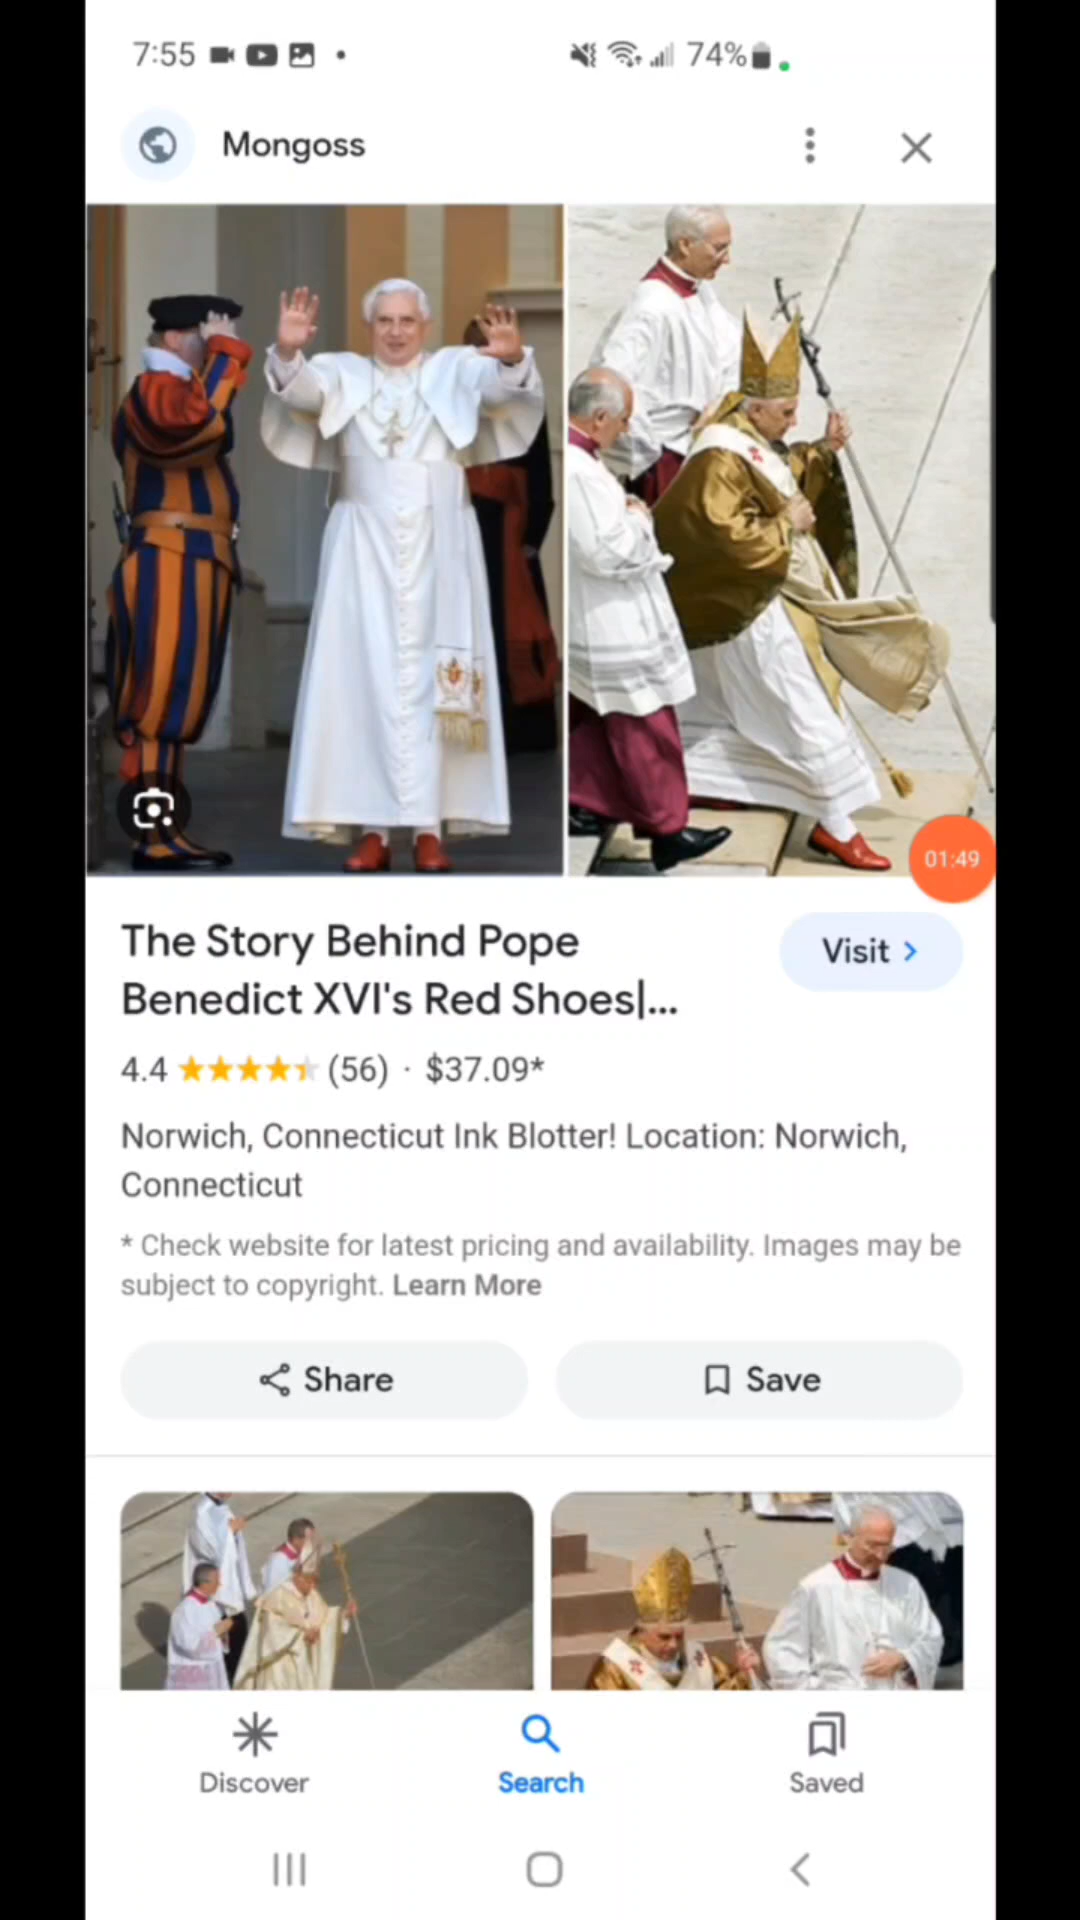 7:55
74%
Mongoss
01:49
The Story Behind Pope
Benedict XVI's Red Shoes|...
Visit
4.4 (56) · $37.09*
Norwich, Connecticut Ink Blotter! Location: Norwich,
Connecticut
* Check website for latest pricing and availability. Images may be
subject to copyright. Learn More
Share
Save
Discover
Search
Saved